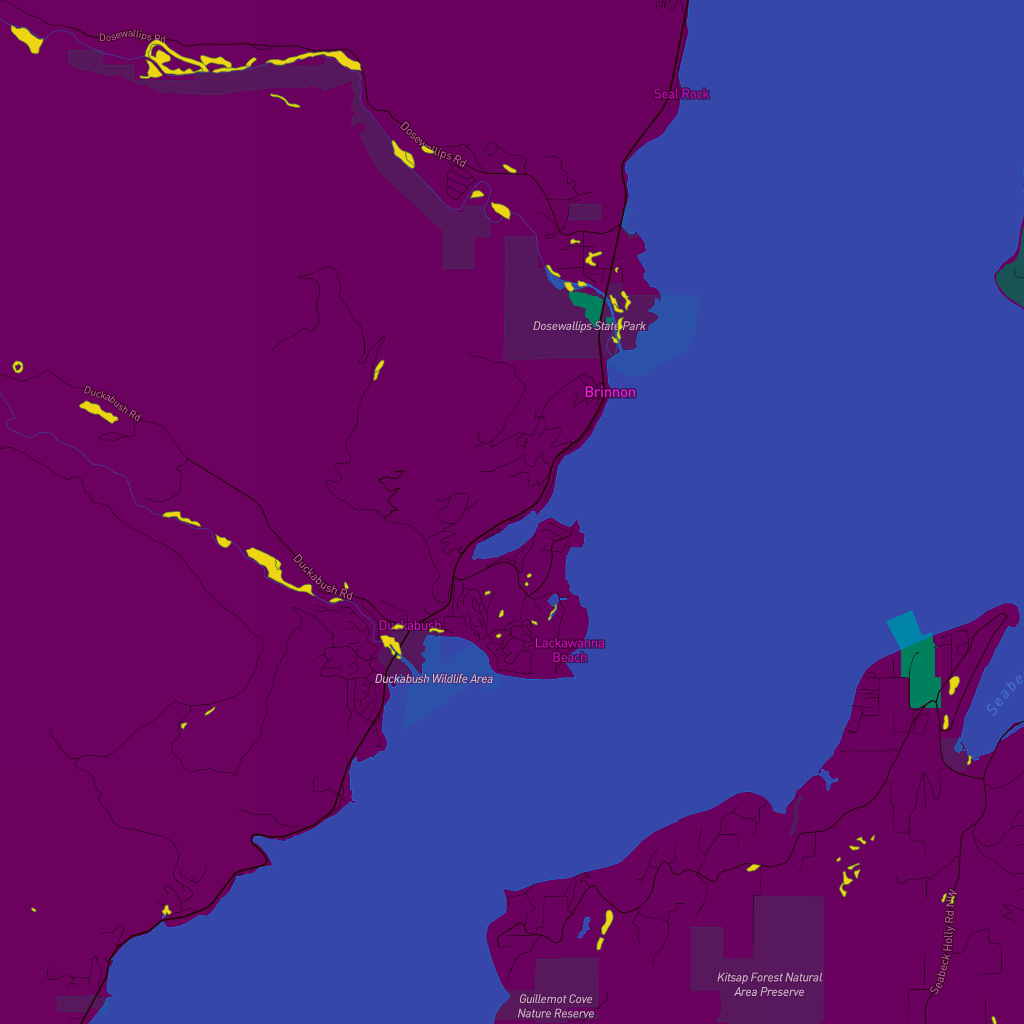 Dosewallips Rd
Seal Rock
Dosewallips Rd
Dosewallips State Park
Brinnon
Duckabush Rd
Duckabush Rd
Duckabush
Lackawanna
Beach
Duckabush Wildlife Area
Seabe
Seabeck Holly Rd NW
Kitsap Forest Natural
Area Preserve
Guillemot Cove
Nature Reserve